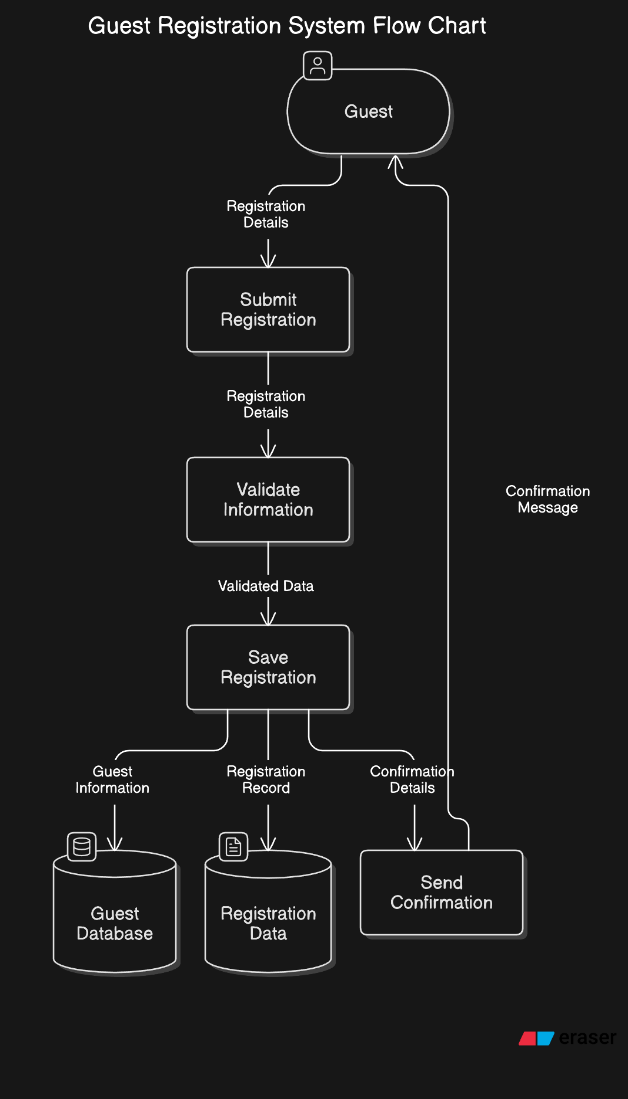 Guest Registration System Flow Chart
Guest
Registration
Details
Submit
Registration
Registration
Details
Validate
Information
Confirmation
Message
Validated Data
Save
Registration
Guest
Information
Registration
Record
Confirmation
Details
Guest
Database
Registration
Data
Send
Confirmation
eraser